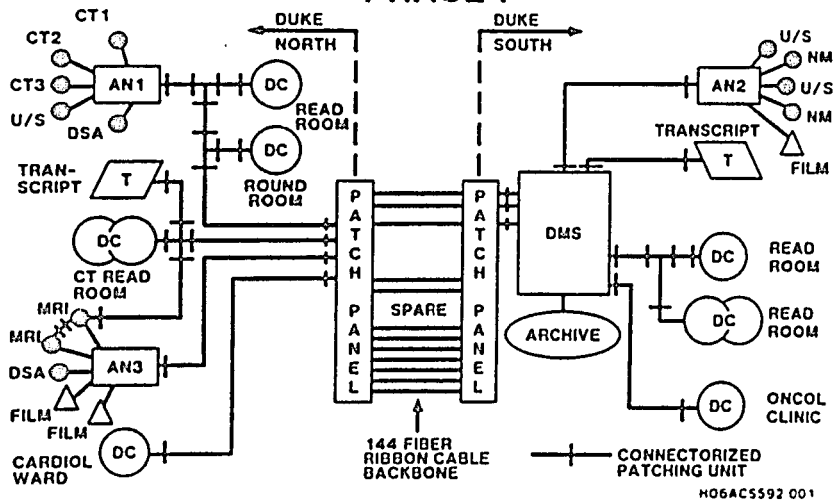 DUKE
NORTH
DUKE
SOUTH
CT1
CT2
CT3
U/S
DSA
AN1
DC
READ
ROOM
DC
ROUND
ROOM
TRAN-
SCRIPT
T
DC
CT READ
ROOM
MRI
MRI
DSA
AN3
FILM
FILM
CARDIOL
WARD
DC
PATCH PANEL
SPARE
PATCH PANEL
144 FIBER
RIBBON CABLE
BACKBONE
DMS
ARCHIVE
U/S
NM
U/S
NM
AN2
FILM
TRANSCRIPT
T
DC
READ
ROOM
DC
READ
ROOM
DC
ONCOL
CLINIC
CONNECTORIZED
PATCHING UNIT
H06AC5592 001